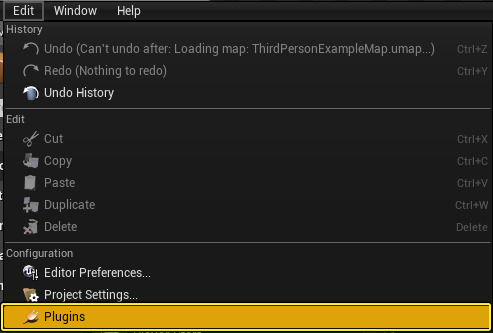 Edit Window Help
History
Undo (Can't undo after: Loading map: ThirdPersonExampleMap.umap...) Ctrl+Z
Redo (Nothing to redo) Ctrl+Y
Undo History
Edit
Cut Ctrl+X
Copy Ctrl+C
Paste Ctrl+V
Duplicate Ctrl+W
Delete Delete
Configuration
Editor Preferences...
Project Settings...
Plugins